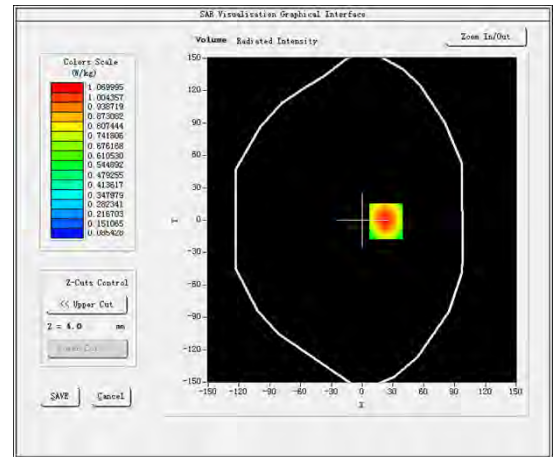 SAR Visualisation Graphical Interface
Volume Radiated Intensity
Zoom In/Out
Colors Scale
(W/kg)
1.069995
1.004357
0.938719
0.873082
0.807444
0.741806
0.676168
0.610530
0.544892
0.479255
0.413617
0.347979
0.282341
0.216703
0.151065
0.085428
150
120
90
60
30
0
-30
-60
-90
-120
-150
Y
-150 -120 -90 -60 -30 0 30 60 90 120 150
X
Z-Cuts Control
<< Upper Cut
Z = 4.0 mm
SAVE Cancel